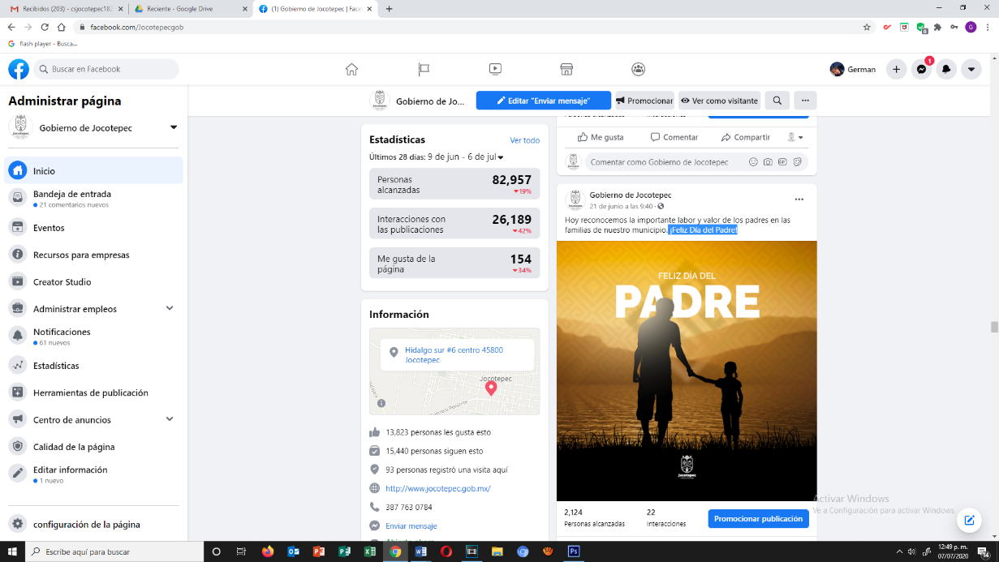 Recibidos (203) - csjocotepec182
Reciente - Google Drive
(1) Gobierno de Jocotepec | Face
facebook.com/Jocotepecgob
G
flash player - Busca...
Buscar en Facebook
German
1
Administrar página
Gobierno de Jocotepec
Inicio
Bandeja de entrada
21 comentarios nuevos
Eventos
Recursos para empresas
Creator Studio
Administrar empleos
Notificaciones
61 nuevos
Estadísticas
Herramientas de publicación
Centro de anuncios
Calidad de la página
Editar información
1 nuevo
configuración de la página
Gobierno de Jo...
Editar "Enviar mensaje"
Promocionar
Ver como visitante
Estadísticas
Ver todo
Últimos 28 días: 9 de jun - 6 de jul
Personas alcanzadas
82,957
19%
Interacciones con
las publicaciones
26,189
42%
Me gusta de la
página
154
34%
Información
Hidalgo sur #6 centro 45800
Jocotepec
Jocotepec
Guerrero Poniente
13,823 personas les gusta esto
15,440 personas siguen esto
93 personas registró una visita aquí
http://www.jocotepec.gob.mx/
387 763 0784
Enviar mensaje
Me gusta
Comentar
Compartir
Comentar como Gobierno de Jocotepec
Gobierno de Jocotepec
21 de junio a las 9:40
Hoy reconocemos la importante labor y valor de los padres en las
familias de nuestro municipio. ¡Feliz Día del Padre!
FELIZ DÍA DEL
PADRE
Jocotepec
2,124
Personas alcanzadas
22
Interacciones
Promocionar publicación
Activar Windows
Ve a Configuración para activar Windows.
Escribe aquí para buscar
12:49 p. m.
07/07/2020
14